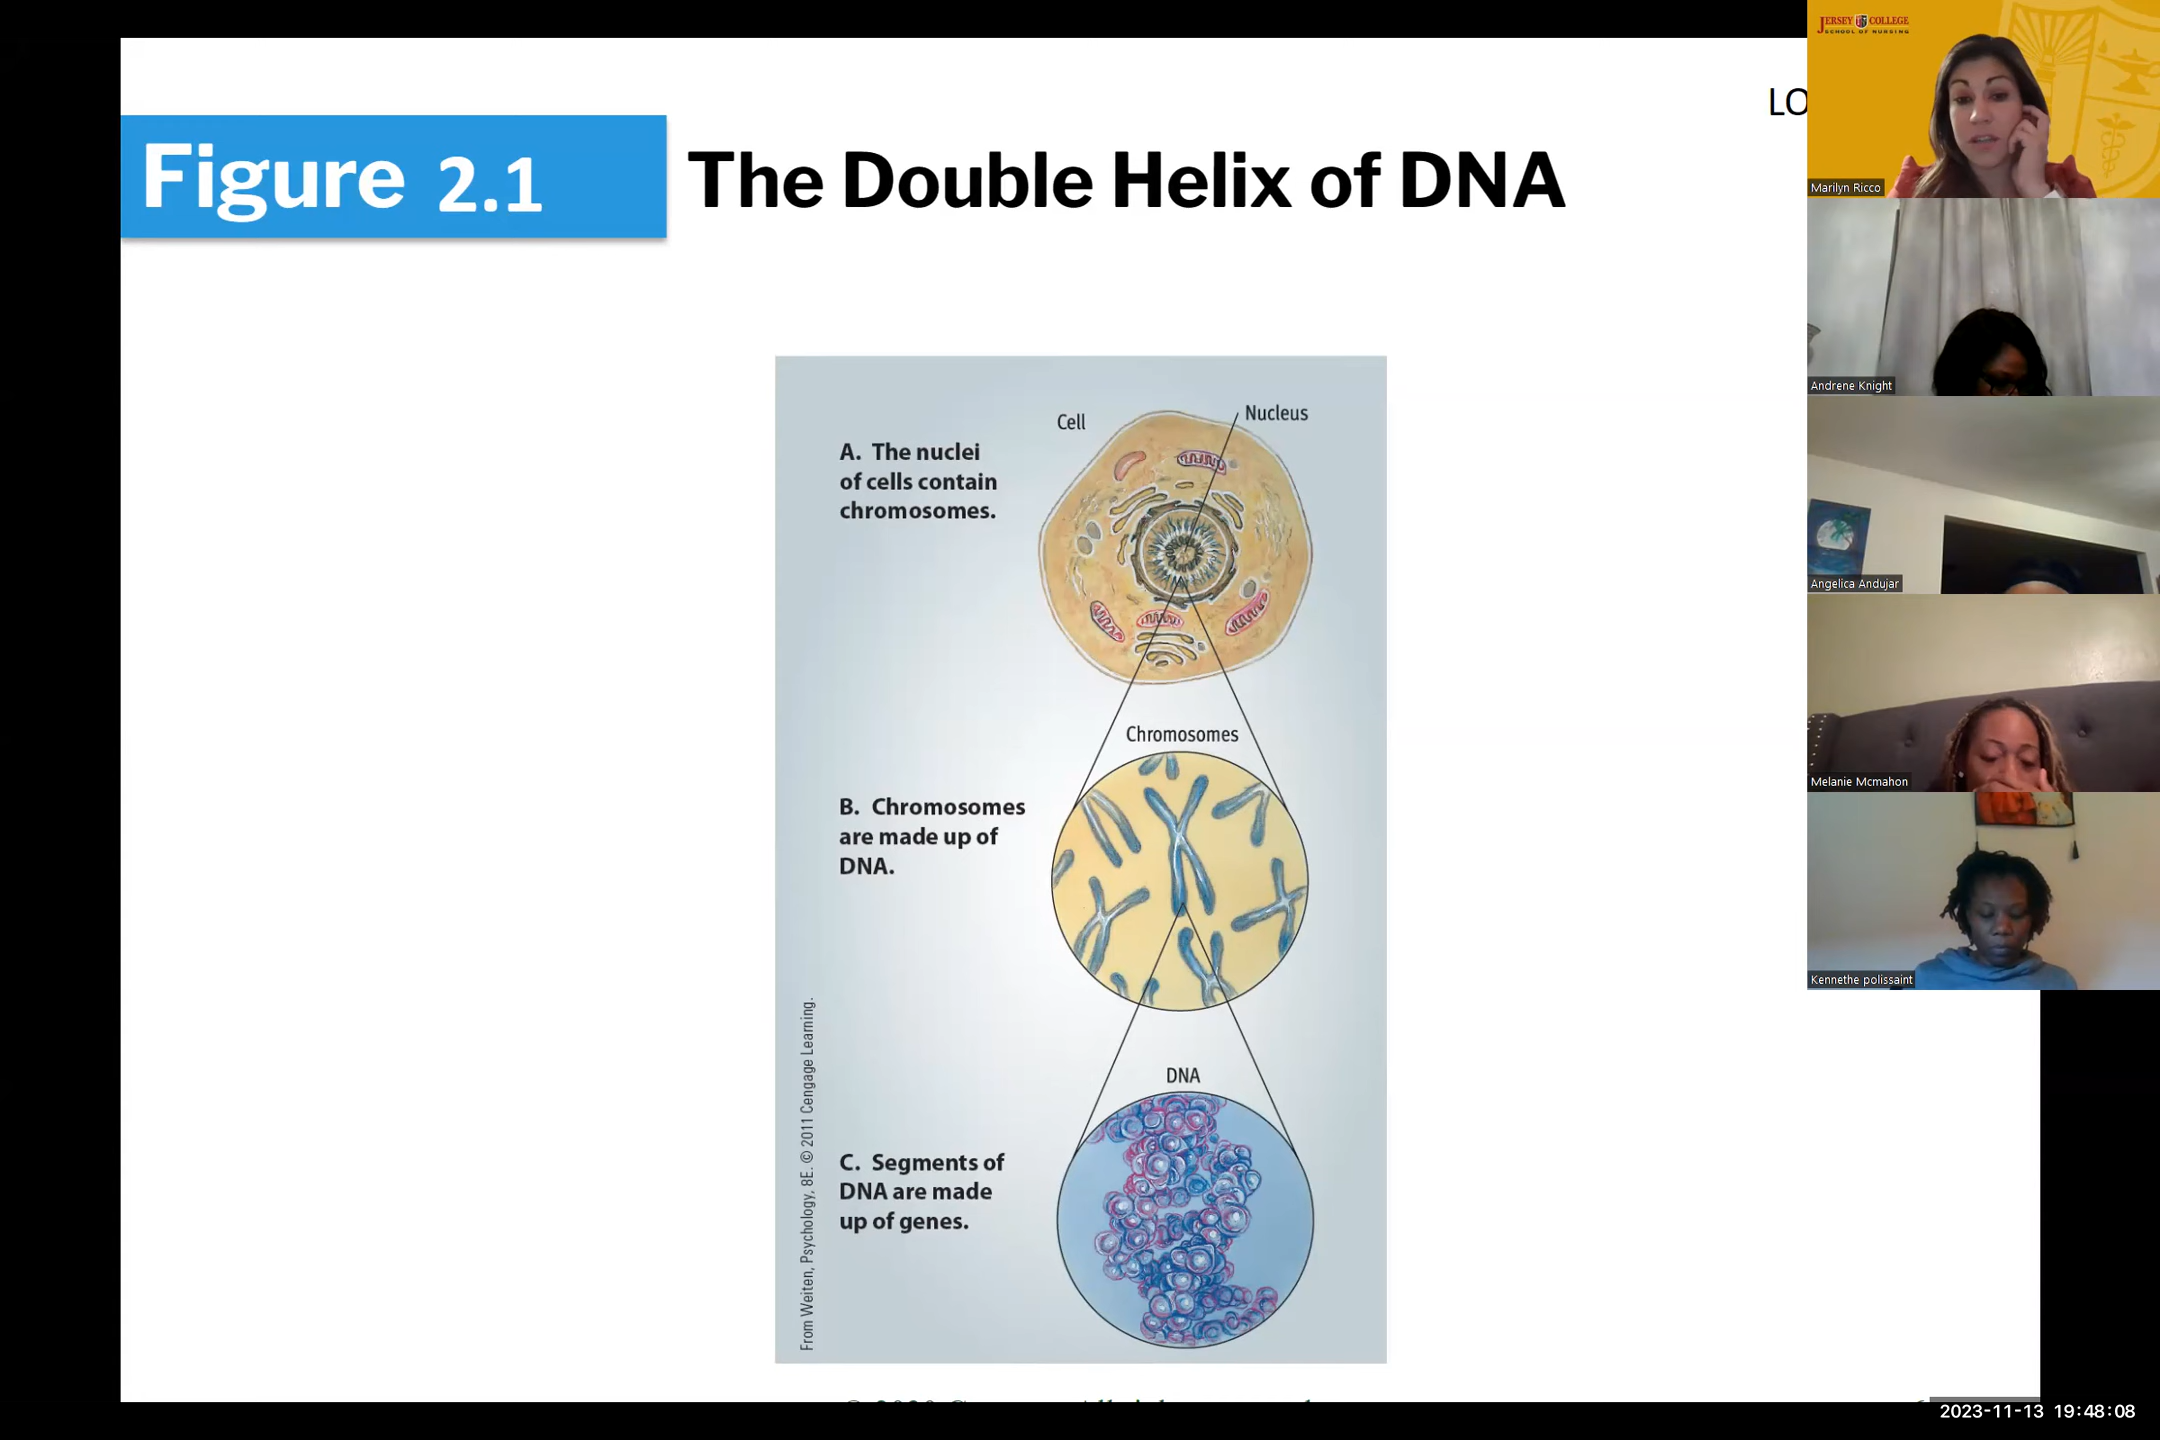 LO
Figure 2.1
The Double Helix of DNA
Cell
Nucleus
A. The nuclei
of cells contain
chromosomes.
Chromosomes
B. Chromosomes
are made up of
DNA.
DNA
C. Segments of
DNA are made
up of genes.
From Weiten, Psychology, 8E. © 2011 Cengage Learning.
JERSEY COLLEGE
SCHOOL OF NURSING
Marilyn Ricco
Andrene Knight
Angelica Andujar
Melanie Mcmahon
Kennethe polissaint
2023-11-13 19:48:08